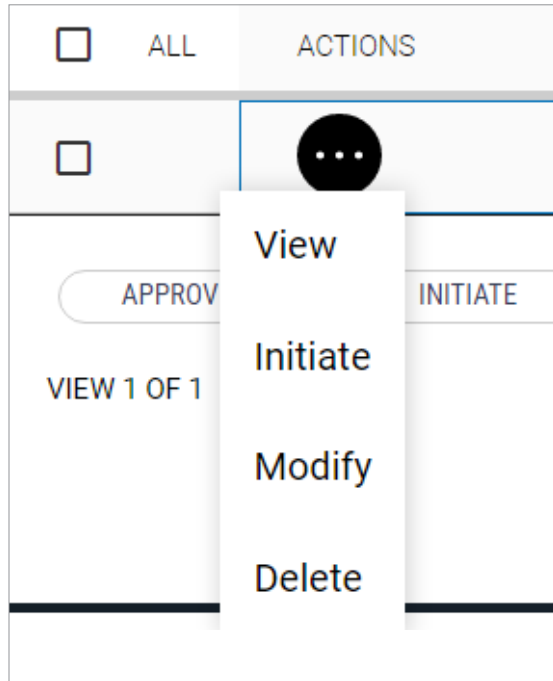 ALL ACTIONS
View
APPROV INITIATE
Initiate
VIEW 1 OF 1
Modify
Delete